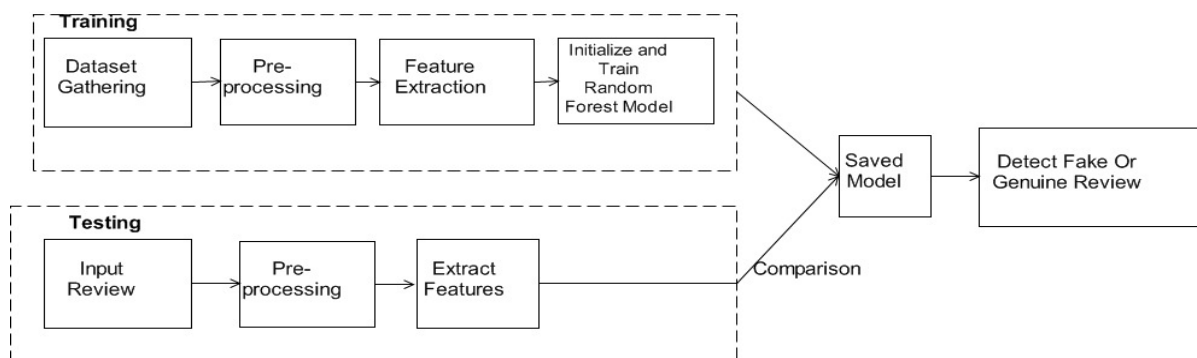 Training
Dataset
Gathering
Pre-
processing
Feature
Extraction
Initialize and
Train
Random
Forest Model
Saved
Model
Detect Fake Or
Genuine Review
Testing
Input
Review
Pre-
processing
Extract
Features
Comparison